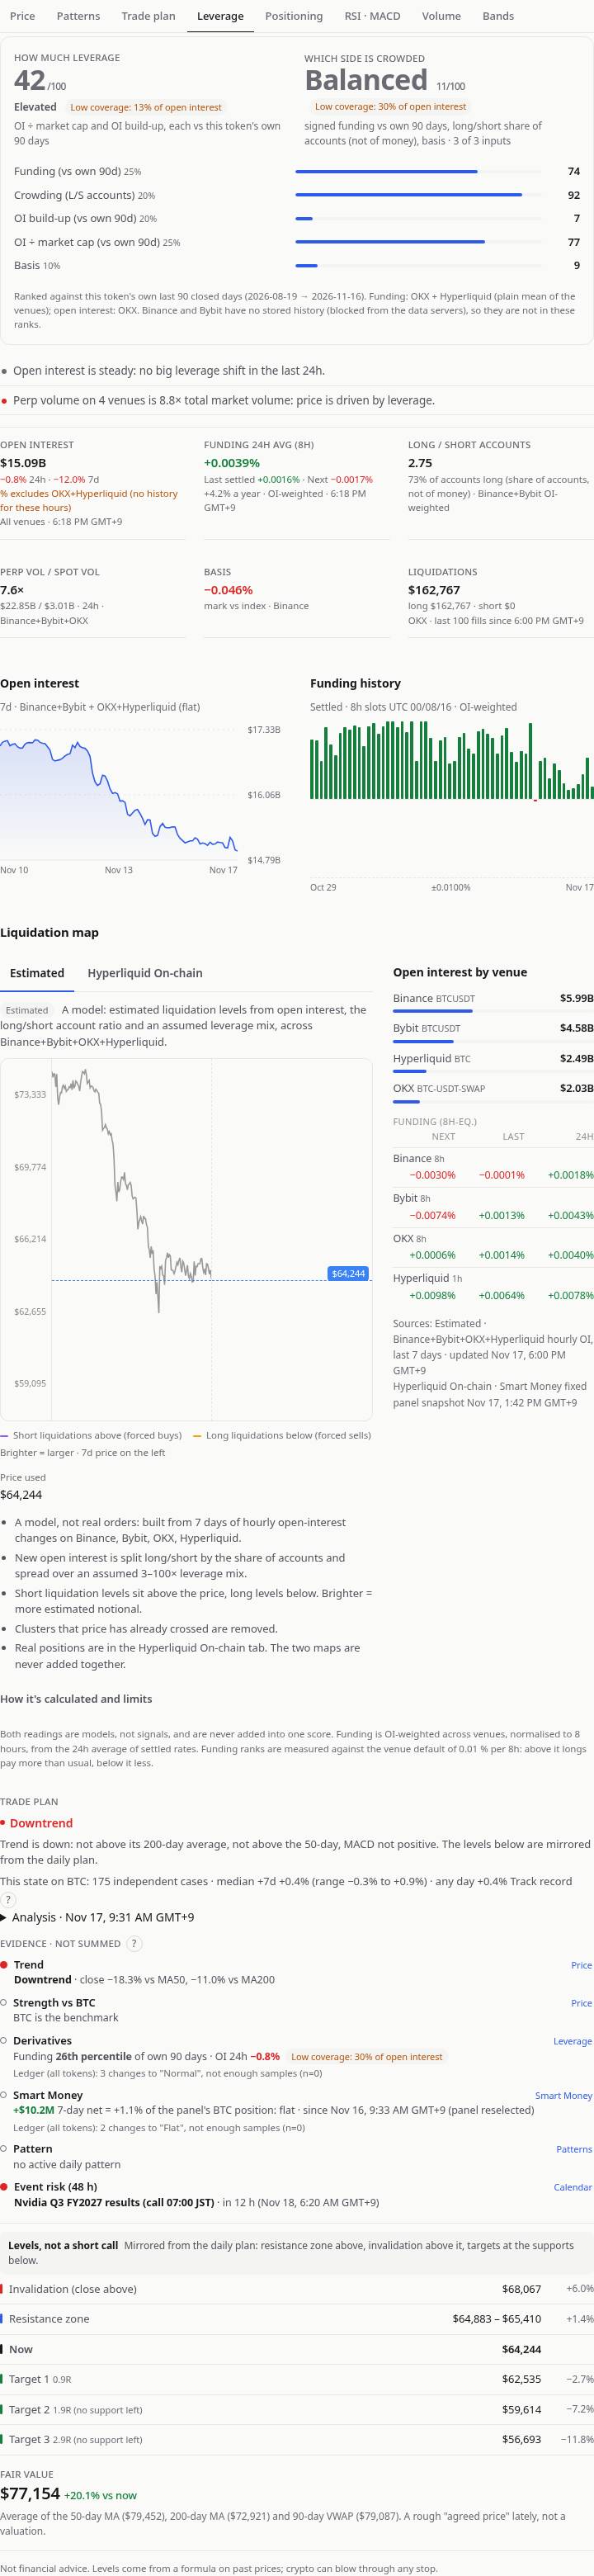 Price Patterns Trade plan Leverage Positioning RSI · MACD Volume Bands
HOW MUCH LEVERAGE
42/100
Elevated Low coverage: 13% of open interest
OI ÷ market cap and OI build-up, each vs this token's own
90 days
WHICH SIDE IS CROWDED
Balanced 11/100
Low coverage: 30% of open interest
signed funding vs own 90 days, long/short share of
accounts (not of money), basis · 3 of 3 inputs
Funding (vs own 90d) 25% 74
Crowding (L/S accounts) 20% 92
OI build-up (vs own 90d) 20% 7
OI ÷ market cap (vs own 90d) 25% 77
Basis 10% 9
Ranked against this token's own last 90 closed days (2026-08-19 → 2026-11-16). Funding: OKX + Hyperliquid (plain mean of the
venues); open interest: OKX. Binance and Bybit have no stored history (blocked from the data servers), so they are not in these
ranks.
Open interest is steady: no big leverage shift in the last 24h.
Perp volume on 4 venues is 8.8× total market volume: price is driven by leverage.
OPEN INTEREST
$15.09B
−0.8% 24h · −12.0% 7d
% excludes OKX+Hyperliquid (no history
for these hours)
All venues · 6:18 PM GMT+9
FUNDING 24H AVG (8H)
+0.0039%
Last settled +0.0016% · Next −0.0017%
+4.2% a year · OI-weighted · 6:18 PM
GMT+9
LONG / SHORT ACCOUNTS
2.75
73% of accounts long (share of accounts,
not of money) · Binance+Bybit OI-
weighted
PERP VOL / SPOT VOL
7.6×
$22.85B / $3.01B · 24h ·
Binance+Bybit+OKX
BASIS
−0.046%
mark vs index · Binance
LIQUIDATIONS
$162,767
long $162,767 · short $0
OKX · last 100 fills since 6:00 PM GMT+9
Open interest
7d · Binance+Bybit + OKX+Hyperliquid (flat)
$17.33B
$16.06B
$14.79B
Nov 10 Nov 13 Nov 17
Funding history
Settled · 8h slots UTC 00/08/16 · OI-weighted
Oct 29 ±0.0100% Nov 17
Liquidation map
Estimated Hyperliquid On-chain
Estimated A model: estimated liquidation levels from open interest, the
long/short account ratio and an assumed leverage mix, across
Binance+Bybit+OKX+Hyperliquid.
$73,333
$69,774
$66,214
$64,244
$62,655
$59,095
Short liquidations above (forced buys) Long liquidations below (forced sells)
Brighter = larger · 7d price on the left
Price used
$64,244
• A model, not real orders: built from 7 days of hourly open-interest
changes on Binance, Bybit, OKX, Hyperliquid.
• New open interest is split long/short by the share of accounts and
spread over an assumed 3–100× leverage mix.
• Short liquidation levels sit above the price, long levels below. Brighter =
more estimated notional.
• Clusters that price has already crossed are removed.
• Real positions are in the Hyperliquid On-chain tab. The two maps are
never added together.
Open interest by venue
Binance BTCUSDT $5.99B
Bybit BTCUSDT $4.58B
Hyperliquid BTC $2.49B
OKX BTC-USDT-SWAP $2.03B
FUNDING (8H-EQ.)
NEXT LAST 24H
Binance 8h
−0.0030% −0.0001% +0.0018%
Bybit 8h
−0.0074% +0.0013% +0.0043%
OKX 8h
+0.0006% +0.0014% +0.0040%
Hyperliquid 1h
+0.0098% +0.0064% +0.0078%
Sources: Estimated ·
Binance+Bybit+OKX+Hyperliquid hourly OI,
last 7 days · updated Nov 17, 6:00 PM
GMT+9
Hyperliquid On-chain · Smart Money fixed
panel snapshot Nov 17, 1:42 PM GMT+9
How it's calculated and limits
Both readings are models, not signals, and are never added into one score. Funding is OI-weighted across venues, normalised to 8
hours, from the 24h average of settled rates. Funding ranks are measured against the venue default of 0.01 % per 8h: above it longs
pay more than usual, below it less.
TRADE PLAN
Downtrend
Trend is down: not above its 200-day average, not above the 50-day, MACD not positive. The levels below are mirrored
from the daily plan.
This state on BTC: 175 independent cases · median +7d +0.4% (range −0.3% to +0.9%) · any day +0.4% Track record
?
▶ Analysis · Nov 17, 9:31 AM GMT+9
EVIDENCE · NOT SUMMED ?
Trend Price
Downtrend · close −18.3% vs MA50, −11.0% vs MA200
Strength vs BTC Price
BTC is the benchmark
Derivatives Leverage
Funding 26th percentile of own 90 days · OI 24h −0.8% Low coverage: 30% of open interest
Ledger (all tokens): 3 changes to "Normal", not enough samples (n=0)
Smart Money Smart Money
+$10.2M 7-day net = +1.1% of the panel's BTC position: flat · since Nov 16, 9:33 AM GMT+9 (panel reselected)
Ledger (all tokens): 2 changes to "Flat", not enough samples (n=0)
Pattern Patterns
no active daily pattern
Event risk (48 h) Calendar
Nvidia Q3 FY2027 results (call 07:00 JST) · in 12 h (Nov 18, 6:20 AM GMT+9)
Levels, not a short call Mirrored from the daily plan: resistance zone above, invalidation above it, targets at the supports
below.
Invalidation (close above) $68,067 +6.0%
Resistance zone $64,883 – $65,410 +1.4%
Now $64,244
Target 1 0.9R $62,535 −2.7%
Target 2 1.9R (no support left) $59,614 −7.2%
Target 3 2.9R (no support left) $56,693 −11.8%
FAIR VALUE
$77,154 +20.1% vs now
Average of the 50-day MA ($79,452), 200-day MA ($72,921) and 90-day VWAP ($79,087). A rough "agreed price" lately, not a
valuation.
Not financial advice. Levels come from a formula on past prices; crypto can blow through any stop.